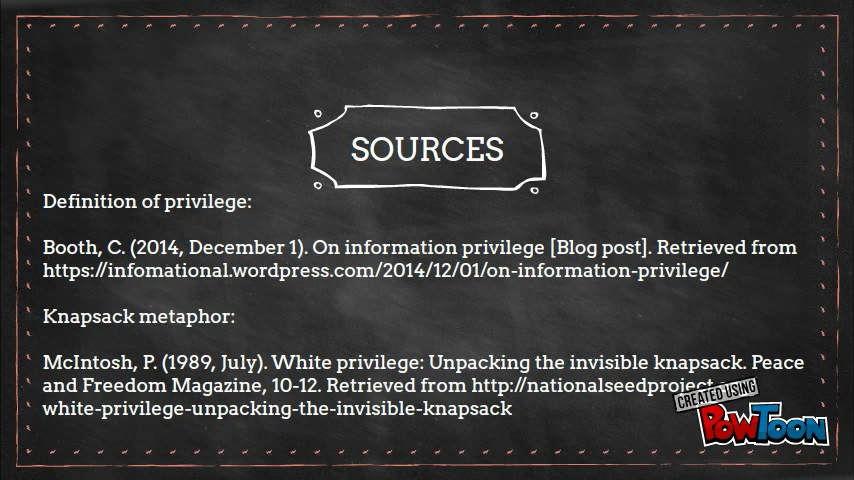 SOURCES
Definition of privilege:
Booth, C. (2014, December 1). On information privilege [Blog post]. Retrieved from
https://infomational.wordpress.com/2014/12/01/on-information-privilege/
Knapsack metaphor:
McIntosh, P. (1989, July). White privilege: Unpacking the invisible knapsack. Peace
and Freedom Magazine, 10-12. Retrieved from http://nationalseedproject
white-privilege-unpacking-the-invisible-knapsack
CREATED USING
POWTOON